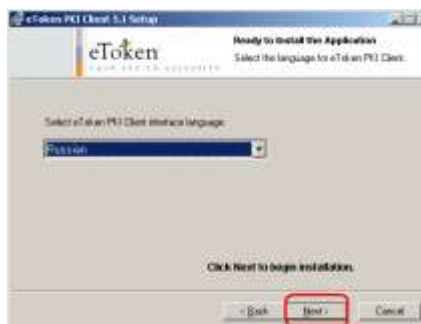 eToken PKI Client 5.1 Setup
eToken
Ready to Install the Application
Select the language for eToken PKI Client.
Select eToken PKI Client interface language:
Russian
Click Next to begin installation.
< Back
Next >
Cancel